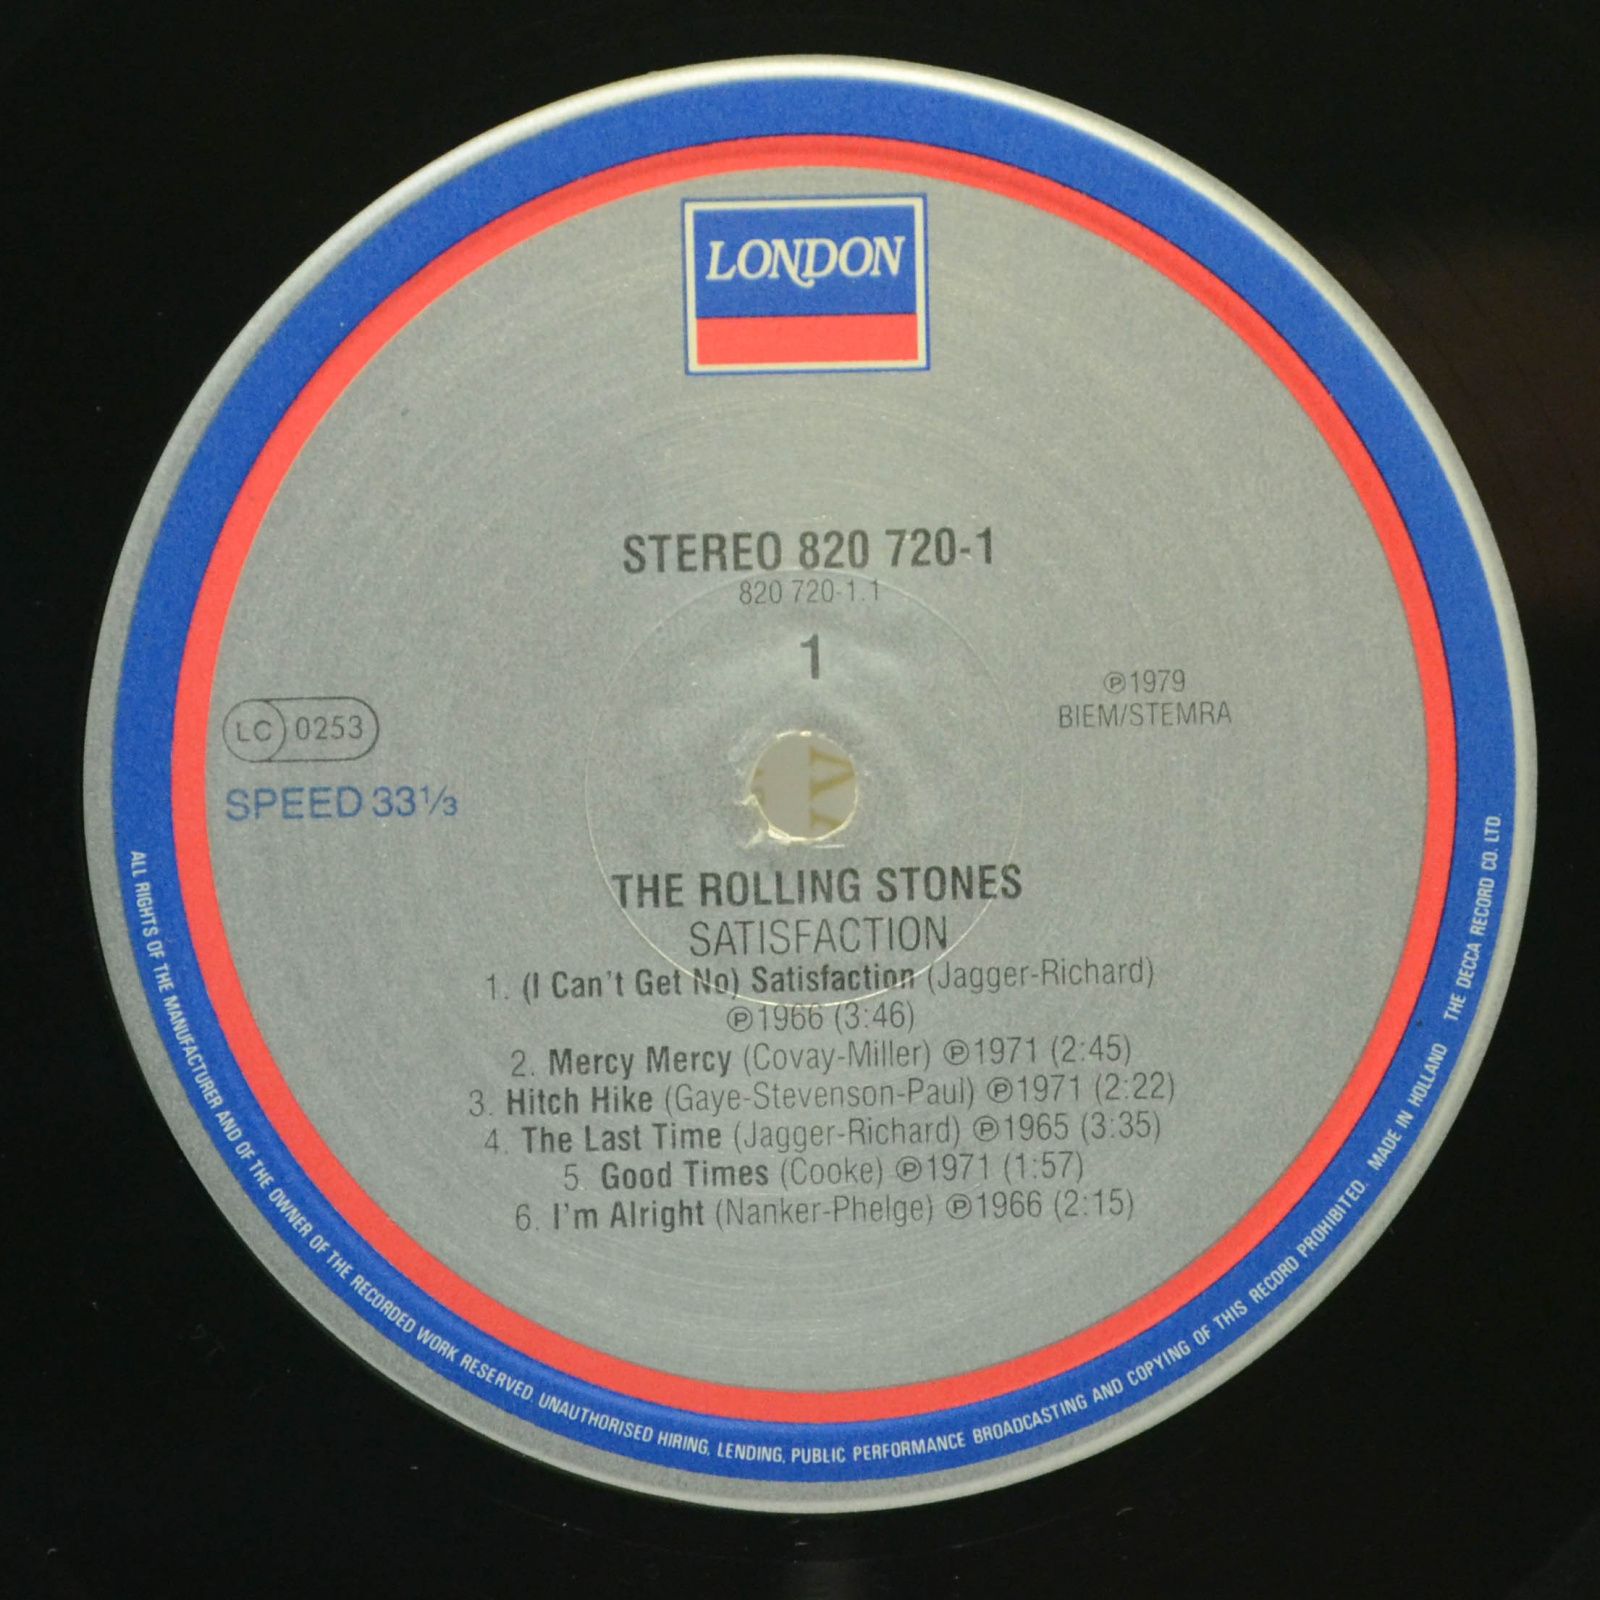 LONDON
STEREO 820 720-1
820 720-1.1
1
℗1979
BIEM/STEMRA
LC 0253
SPEED 33⅓
THE ROLLING STONES
SATISFACTION
1. (I Can't Get No) Satisfaction (Jagger-Richard)
℗1966 (3:46)
2. Mercy Mercy (Covay-Miller) ℗1971 (2:45)
3. Hitch Hike (Gaye-Stevenson-Paul) ℗1971 (2:22)
4. The Last Time (Jagger-Richard) ℗1965 (3:35)
5. Good Times (Cooke) ℗1971 (1:57)
6. I'm Alright (Nanker-Phelge) ℗1966 (2:15)
ALL RIGHTS OF THE MANUFACTURER AND OF THE OWNER OF THE RECORDED WORK RESERVED. UNAUTHORISED HIRING, LENDING, PUBLIC PERFORMANCE BROADCASTING AND COPYING OF THIS RECORD PROHIBITED. MADE IN HOLLAND THE DECCA RECORD CO. LTD.